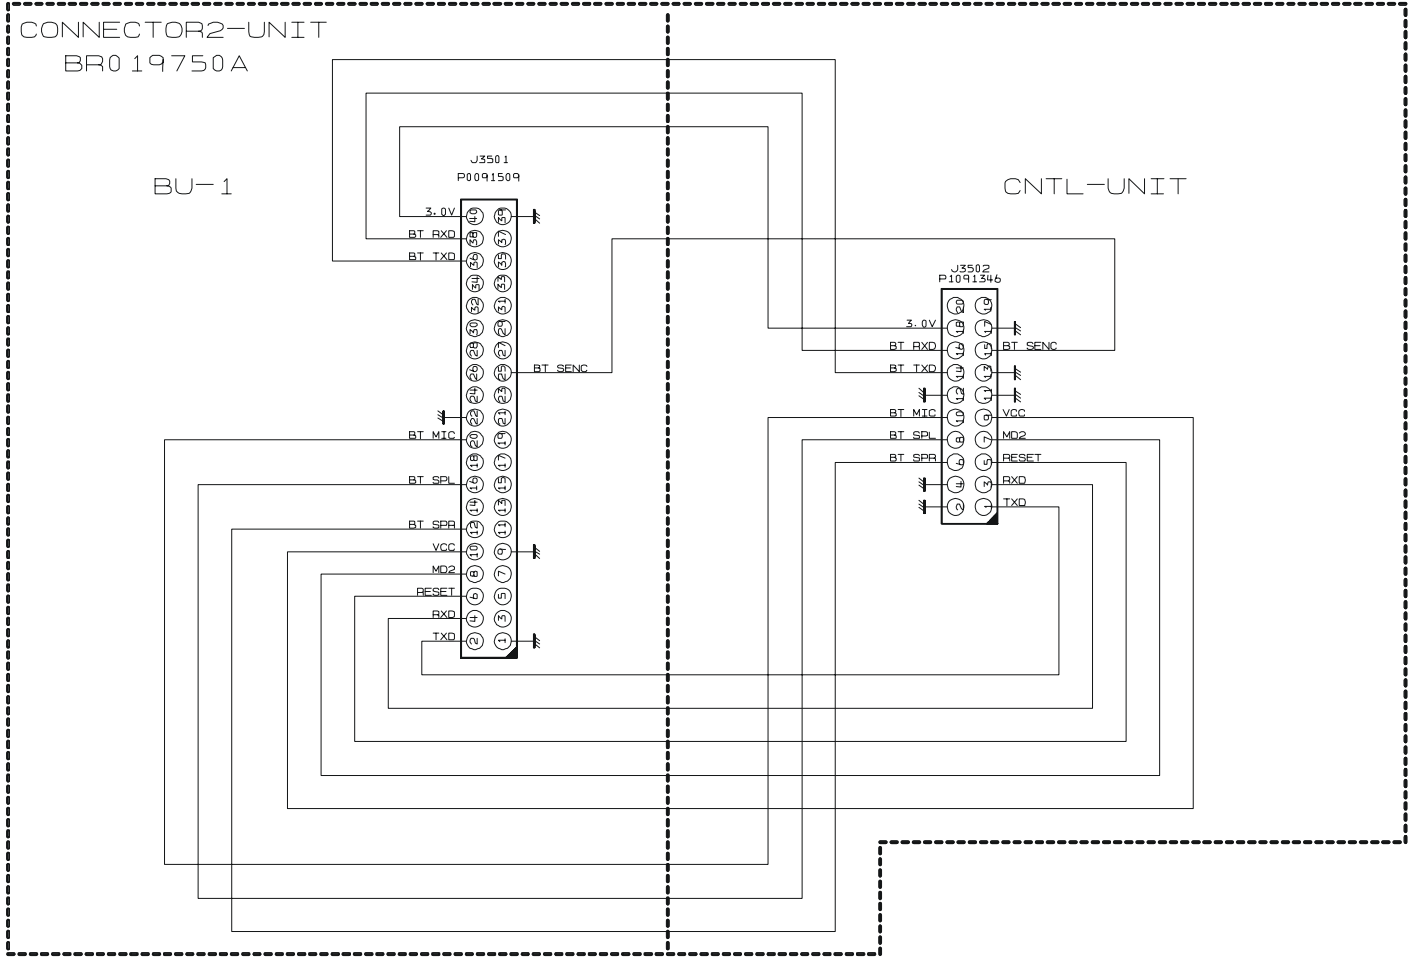 CONNECTOR2-UNIT
BR019750A
BU-1
CNTL-UNIT
J3501
P0091509
3.0V 40 39
BT RXD 38 37
BT TXD 36 35
34 33
32 31
30 29
28 27
26 25 BT SENC
24 23
22 21
BT MIC 20 19
18 17
BT SPL 16 15
14 13
BT SPR 12 11
VCC 10 9
MD2 8 7
RESET 6 5
RXD 4 3
TXD 2 1
J3502
P1091346
20 19
3.0V 18 17
BT RXD 16 15 BT SENC
BT TXD 14 13
12 11
BT MIC 10 9 VCC
BT SPL 8 7 MD2
BT SPR 6 5 RESET
4 3 RXD
2 1 TXD